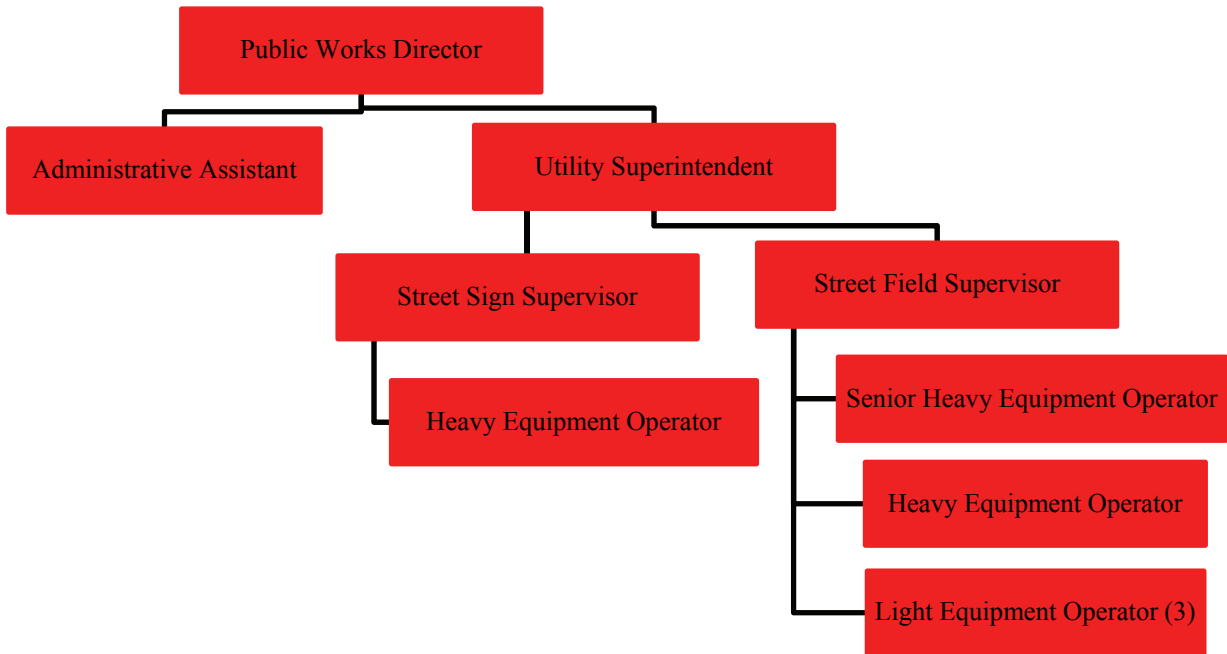 Public Works Director
Administrative Assistant
Utility Superintendent
Street Sign Supervisor
Street Field Supervisor
Heavy Equipment Operator
Senior Heavy Equipment Operator
Heavy Equipment Operator
Light Equipment Operator (3)